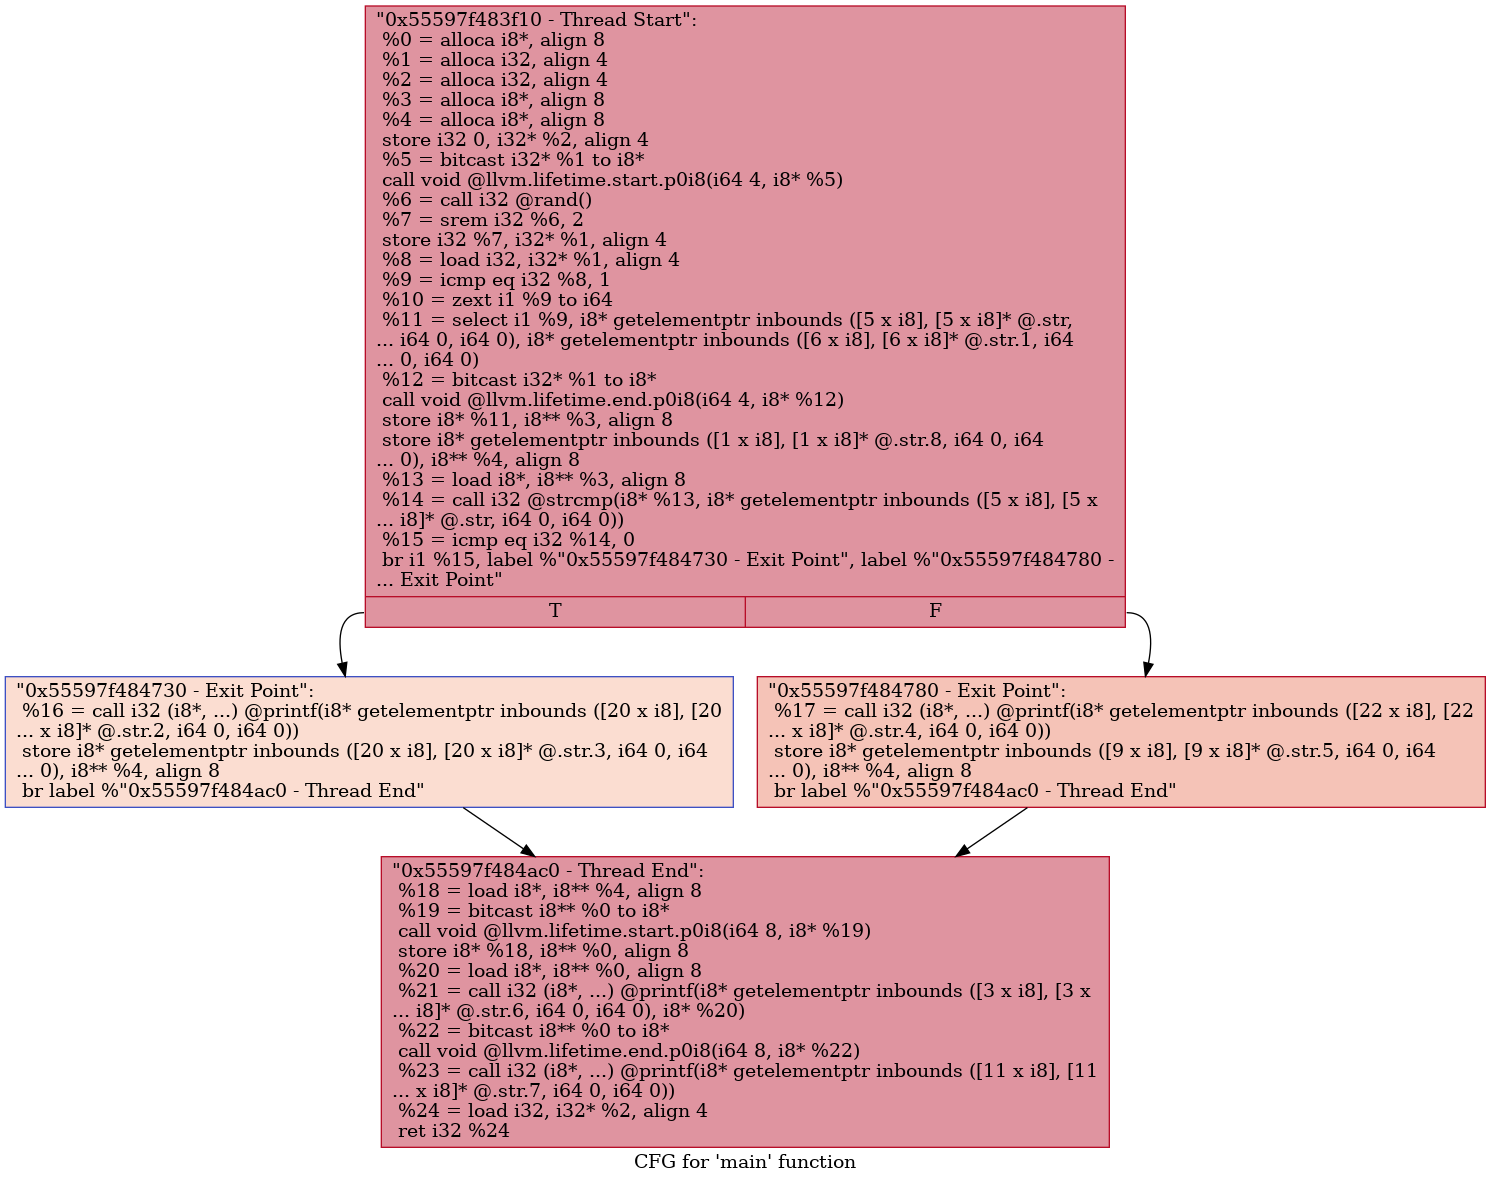 "0x55597f483f10 - Thread Start":
%0 = alloca i8*, align 8
%1 = alloca i32, align 4
%2 = alloca i32, align 4
%3 = alloca i8*, align 8
%4 = alloca i8*, align 8
store i32 0, i32* %2, align 4
%5 = bitcast i32* %1 to i8*
call void @llvm.lifetime.start.p0i8(i64 4, i8* %5)
%6 = call i32 @rand()
%7 = srem i32 %6, 2
store i32 %7, i32* %1, align 4
%8 = load i32, i32* %1, align 4
%9 = icmp eq i32 %8, 1
%10 = zext i1 %9 to i64
%11 = select i1 %9, i8* getelementptr inbounds ([5 x i8], [5 x i8]* @.str,
... i64 0, i64 0), i8* getelementptr inbounds ([6 x i8], [6 x i8]* @.str.1, i64
... 0, i64 0)
%12 = bitcast i32* %1 to i8*
call void @llvm.lifetime.end.p0i8(i64 4, i8* %12)
store i8* %11, i8** %3, align 8
store i8* getelementptr inbounds ([1 x i8], [1 x i8]* @.str.8, i64 0, i64
... 0), i8** %4, align 8
%13 = load i8*, i8** %3, align 8
%14 = call i32 @strcmp(i8* %13, i8* getelementptr inbounds ([5 x i8], [5 x
... i8]* @.str, i64 0, i64 0))
%15 = icmp eq i32 %14, 0
br i1 %15, label %"0x55597f484730 - Exit Point", label %"0x55597f484780 -
... Exit Point"
T
F
"0x55597f484730 - Exit Point":
%16 = call i32 (i8*, ...) @printf(i8* getelementptr inbounds ([20 x i8], [20
... x i8]* @.str.2, i64 0, i64 0))
store i8* getelementptr inbounds ([20 x i8], [20 x i8]* @.str.3, i64 0, i64
... 0), i8** %4, align 8
br label %"0x55597f484ac0 - Thread End"
"0x55597f484780 - Exit Point":
%17 = call i32 (i8*, ...) @printf(i8* getelementptr inbounds ([22 x i8], [22
... x i8]* @.str.4, i64 0, i64 0))
store i8* getelementptr inbounds ([9 x i8], [9 x i8]* @.str.5, i64 0, i64
... 0), i8** %4, align 8
br label %"0x55597f484ac0 - Thread End"
"0x55597f484ac0 - Thread End":
%18 = load i8*, i8** %4, align 8
%19 = bitcast i8** %0 to i8*
call void @llvm.lifetime.start.p0i8(i64 8, i8* %19)
store i8* %18, i8** %0, align 8
%20 = load i8*, i8** %0, align 8
%21 = call i32 (i8*, ...) @printf(i8* getelementptr inbounds ([3 x i8], [3 x
... i8]* @.str.6, i64 0, i64 0), i8* %20)
%22 = bitcast i8** %0 to i8*
call void @llvm.lifetime.end.p0i8(i64 8, i8* %22)
%23 = call i32 (i8*, ...) @printf(i8* getelementptr inbounds ([11 x i8], [11
... x i8]* @.str.7, i64 0, i64 0))
%24 = load i32, i32* %2, align 4
ret i32 %24
CFG for 'main' function